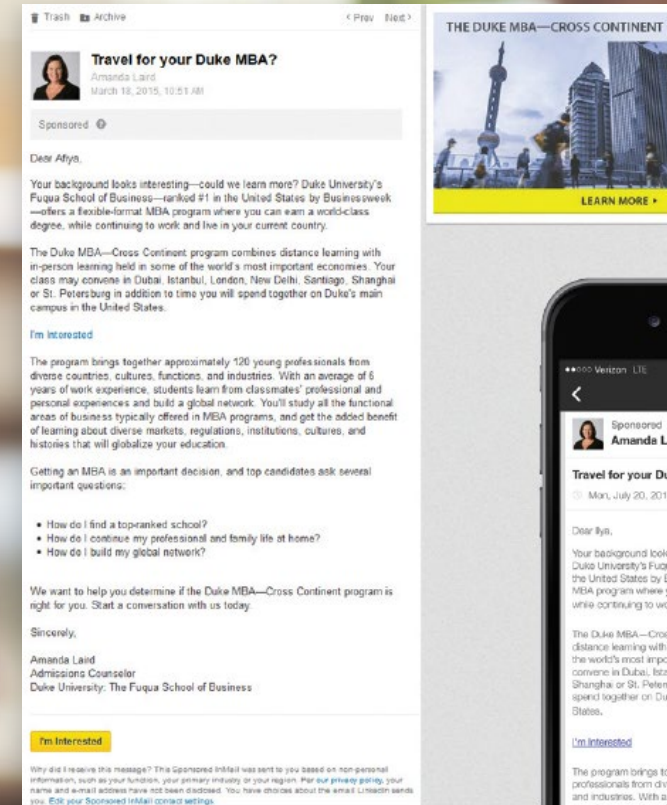 Trash Archive < Prev Next >
Travel for your Duke MBA?
Amanda Laird
March 18, 2015, 10:51 AM
Sponsored
Dear Afiya,
Your background looks interesting—could we learn more? Duke University's
Fuqua School of Business—ranked #1 in the United States by Businessweek
—offers a flexible-format MBA program where you can earn a world-class
degree, while continuing to work and live in your current country.
The Duke MBA—Cross Continent program combines distance learning with
in-person learning held in some of the world's most important economies. Your
class may convene in Dubai, Istanbul, London, New Delhi, Santiago, Shanghai
or St. Petersburg in addition to time you will spend together on Duke's main
campus in the United States.
I'm Interested
The program brings together approximately 120 young professionals from
diverse countries, cultures, functions, and industries. With an average of 6
years of work experience, students learn from classmates' professional and
personal experiences and build a global network. You'll study all the functional
areas of business typically offered in MBA programs, and get the added benefit
of learning about diverse markets, regulations, institutions, cultures, and
histories that will globalize your education.
Getting an MBA is an important decision, and top candidates ask several
important questions:
• How do I find a top-ranked school?
• How do I continue my professional and family life at home?
• How do I build my global network?
We want to help you determine if the Duke MBA—Cross Continent program is
right for you. Start a conversation with us today.
Sincerely,
Amanda Laird
Admissions Counselor
Duke University: The Fuqua School of Business
I'm Interested
Why did I receive this message? This Sponsored InMail was sent to you based on non-personal
information, such as your function, your primary industry or your region. Per our privacy policy, your
name and e-mail address have not been disclosed. You have choices about the email LinkedIn sends
you. Edit your Sponsored InMail contact settings.
THE DUKE MBA—CROSS CONTINENT
LEARN MORE
Verizon LTE
Sponsored
Amanda L
Travel for your Du
Mon, July 20, 201
Dear Ilya,
Your background look
Duke University's Fuqu
the United States by B
MBA program where y
while continuing to wo
The Duke MBA—Cros
distance learning with
the world's most impo
convene in Dubai, Ista
Shanghai or St. Peter
spend together on Du
States.
I'm Interested
The program brings to
professionals from div
and industries. With a